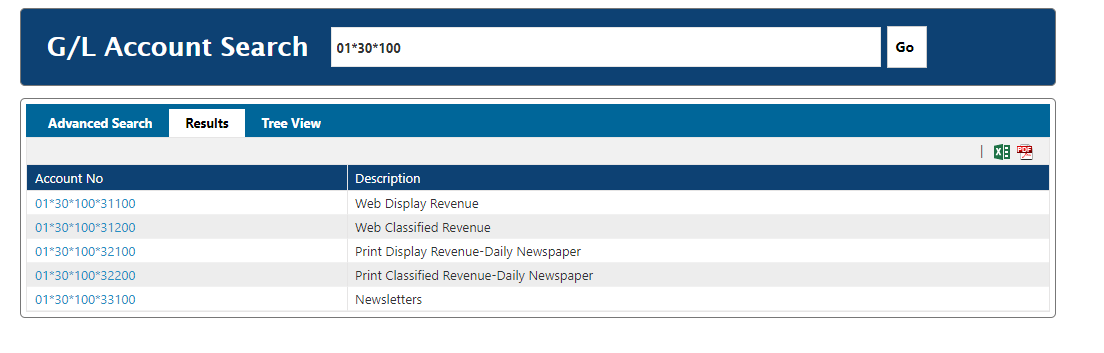 G/L Account Search 01*30*100 Go
Advanced Search Results Tree View
PDF
Account No Description
01*30*100*31100 Web Display Revenue
01*30*100*31200 Web Classified Revenue
01*30*100*32100 Print Display Revenue-Daily Newspaper
01*30*100*32200 Print Classified Revenue-Daily Newspaper
01*30*100*33100 Newsletters